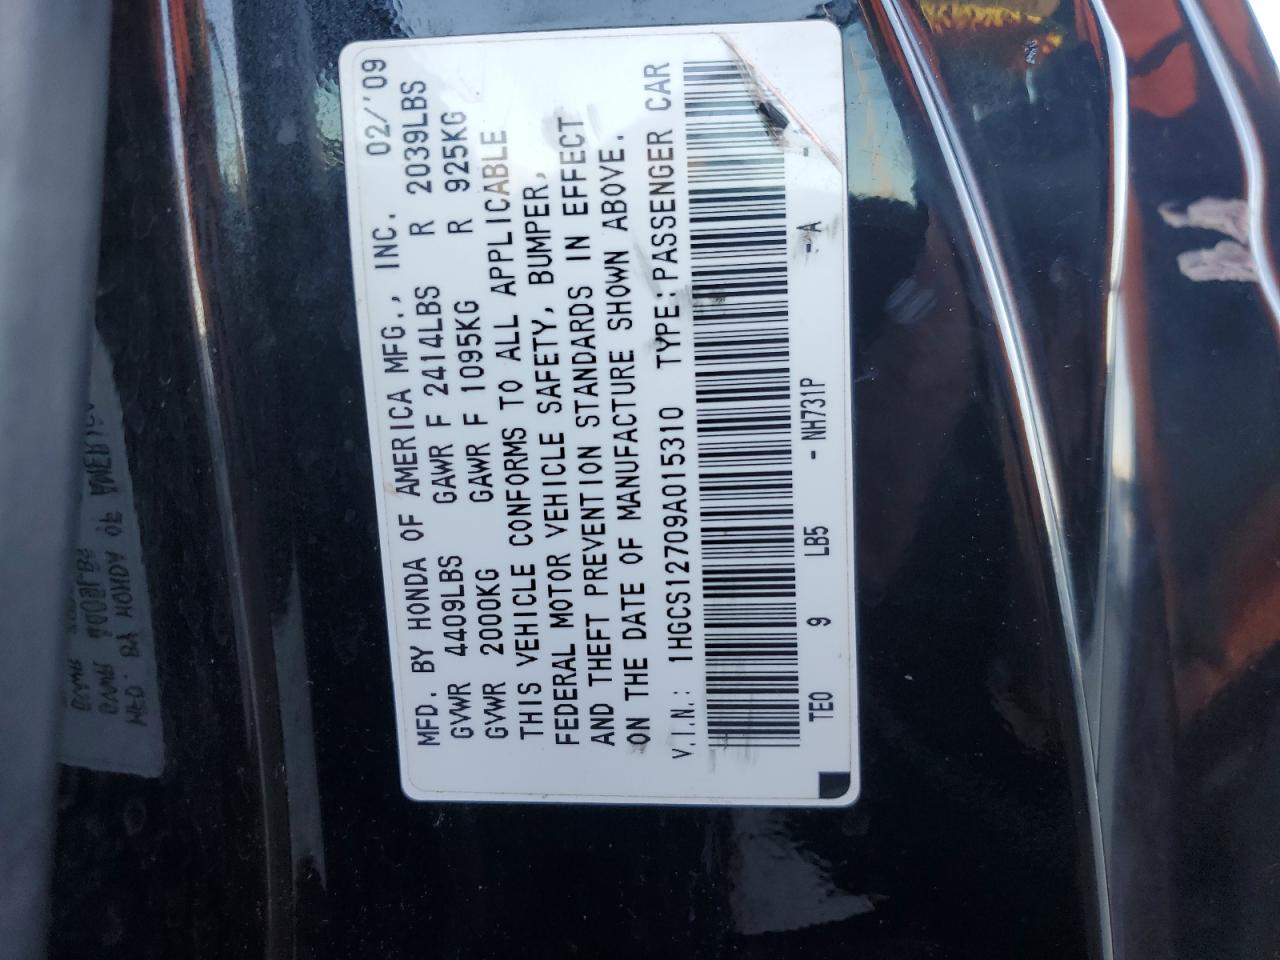 MFD. BY HONDA OF AMERICA MFG., INC. 02/'09
GVWR 4409LBS GAWR F 2414LBS R 2039LBS
GVWR 2000KG GAWR F 1095KG R 925KG
THIS VEHICLE CONFORMS TO ALL APPLICABLE
FEDERAL MOTOR VEHICLE SAFETY, BUMPER,
AND THEFT PREVENTION STANDARDS IN EFFECT
ON THE DATE OF MANUFACTURE SHOWN ABOVE.
V.I.N.: 1HGCS12709A015310 TYPE:PASSENGER CAR
TE0 9 LB5 - NH731P - A -